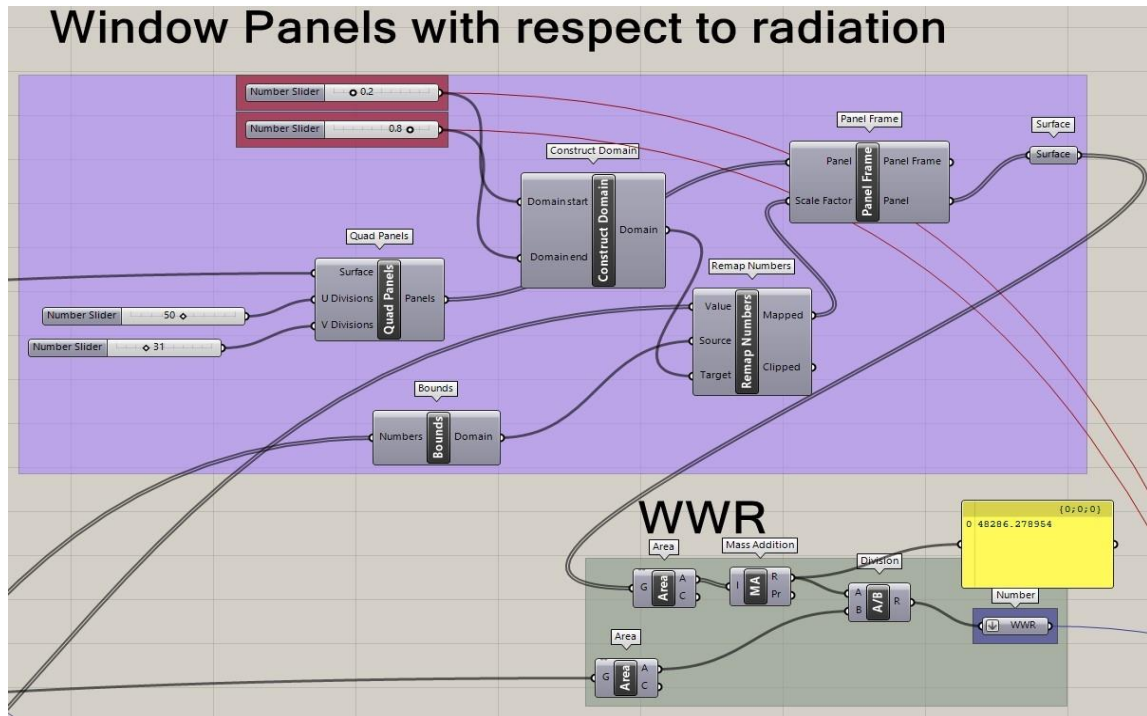 Window Panels with respect to radiation
Number Slider 0.2
Number Slider 0.8
Panel Frame
Surface
Panel Panel Frame
Scale Factor Panel
Panel Frame
Surface
Construct Domain
Domain start
Domain end
Domain
Construct Domain
Quad Panels
Surface
U Divisions Panels
V Divisions
Quad Panels
Number Slider 50
Number Slider 31
Remap Numbers
Value Mapped
Source
Target Clipped
Remap Numbers
Bounds
Numbers Domain
Bounds
WWR
{0;0;0}
0 48286.278954
Area
G A
C
Area
Mass Addition
I R
Pr
MA
Division
A R
B
A/B
Number
WWR
Area
G A
C
Area